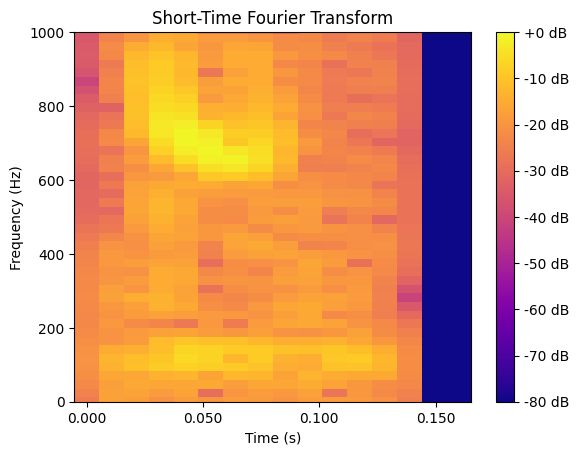 Short-Time Fourier Transform
Frequency (Hz)
1000
800
600
400
200
0
0.000
0.050
0.100
0.150
Time (s)
+0 dB
-10 dB
-20 dB
-30 dB
-40 dB
-50 dB
-60 dB
-70 dB
-80 dB